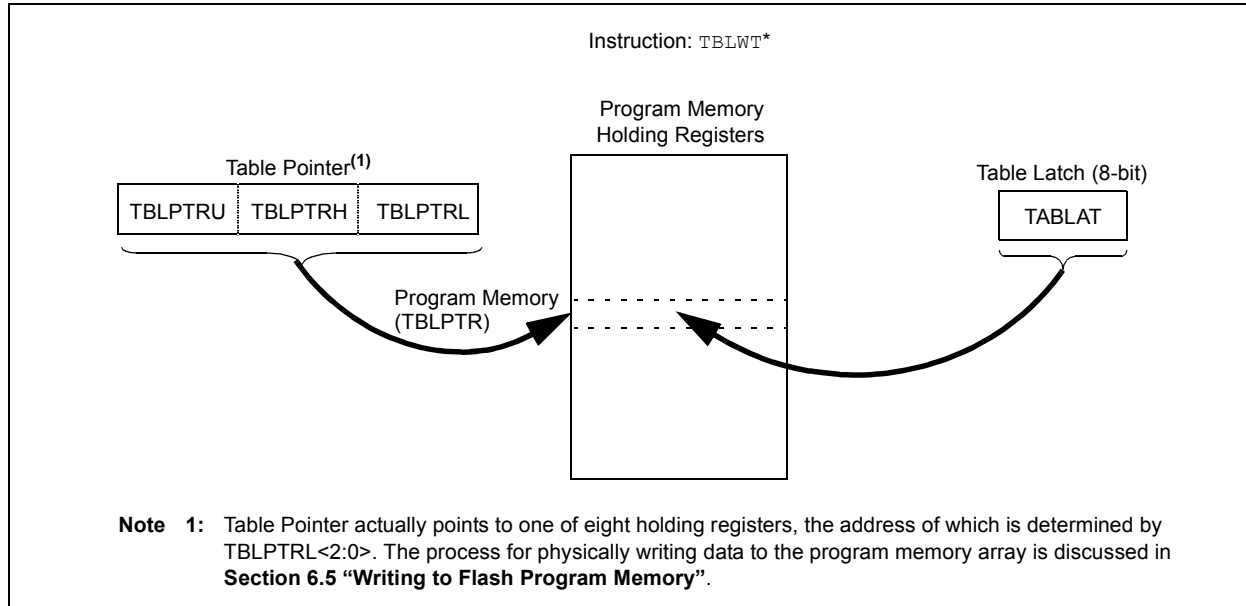 Instruction: TBLWT*
Program Memory
Holding Registers
Table Pointer(1)
TBLPTRU TBLPTRH TBLPTRL
Table Latch (8-bit)
TABLAT
Program Memory
(TBLPTR)
Note 1: Table Pointer actually points to one of eight holding registers, the address of which is determined by
TBLPTRL<2:0>. The process for physically writing data to the program memory array is discussed in
Section 6.5 “Writing to Flash Program Memory”.